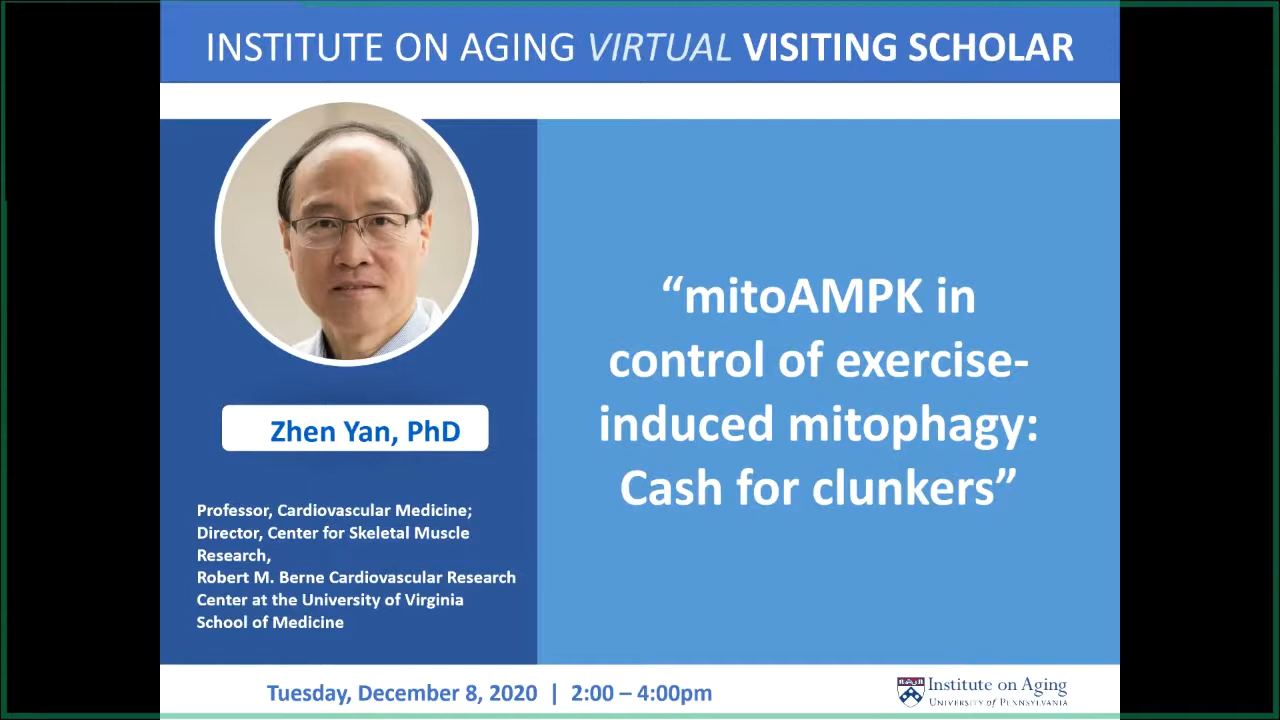 INSTITUTE ON AGING VIRTUAL VISITING SCHOLAR
Zhen Yan, PhD
Professor, Cardiovascular Medicine;
Director, Center for Skeletal Muscle
Research,
Robert M. Berne Cardiovascular Research
Center at the University of Virginia
School of Medicine
“mitoAMPK in
control of exercise-
induced mitophagy:
Cash for clunkers”
Tuesday, December 8, 2020 | 2:00 – 4:00pm
Institute on Aging
UNIVERSITY OF PENNSYLVANIA